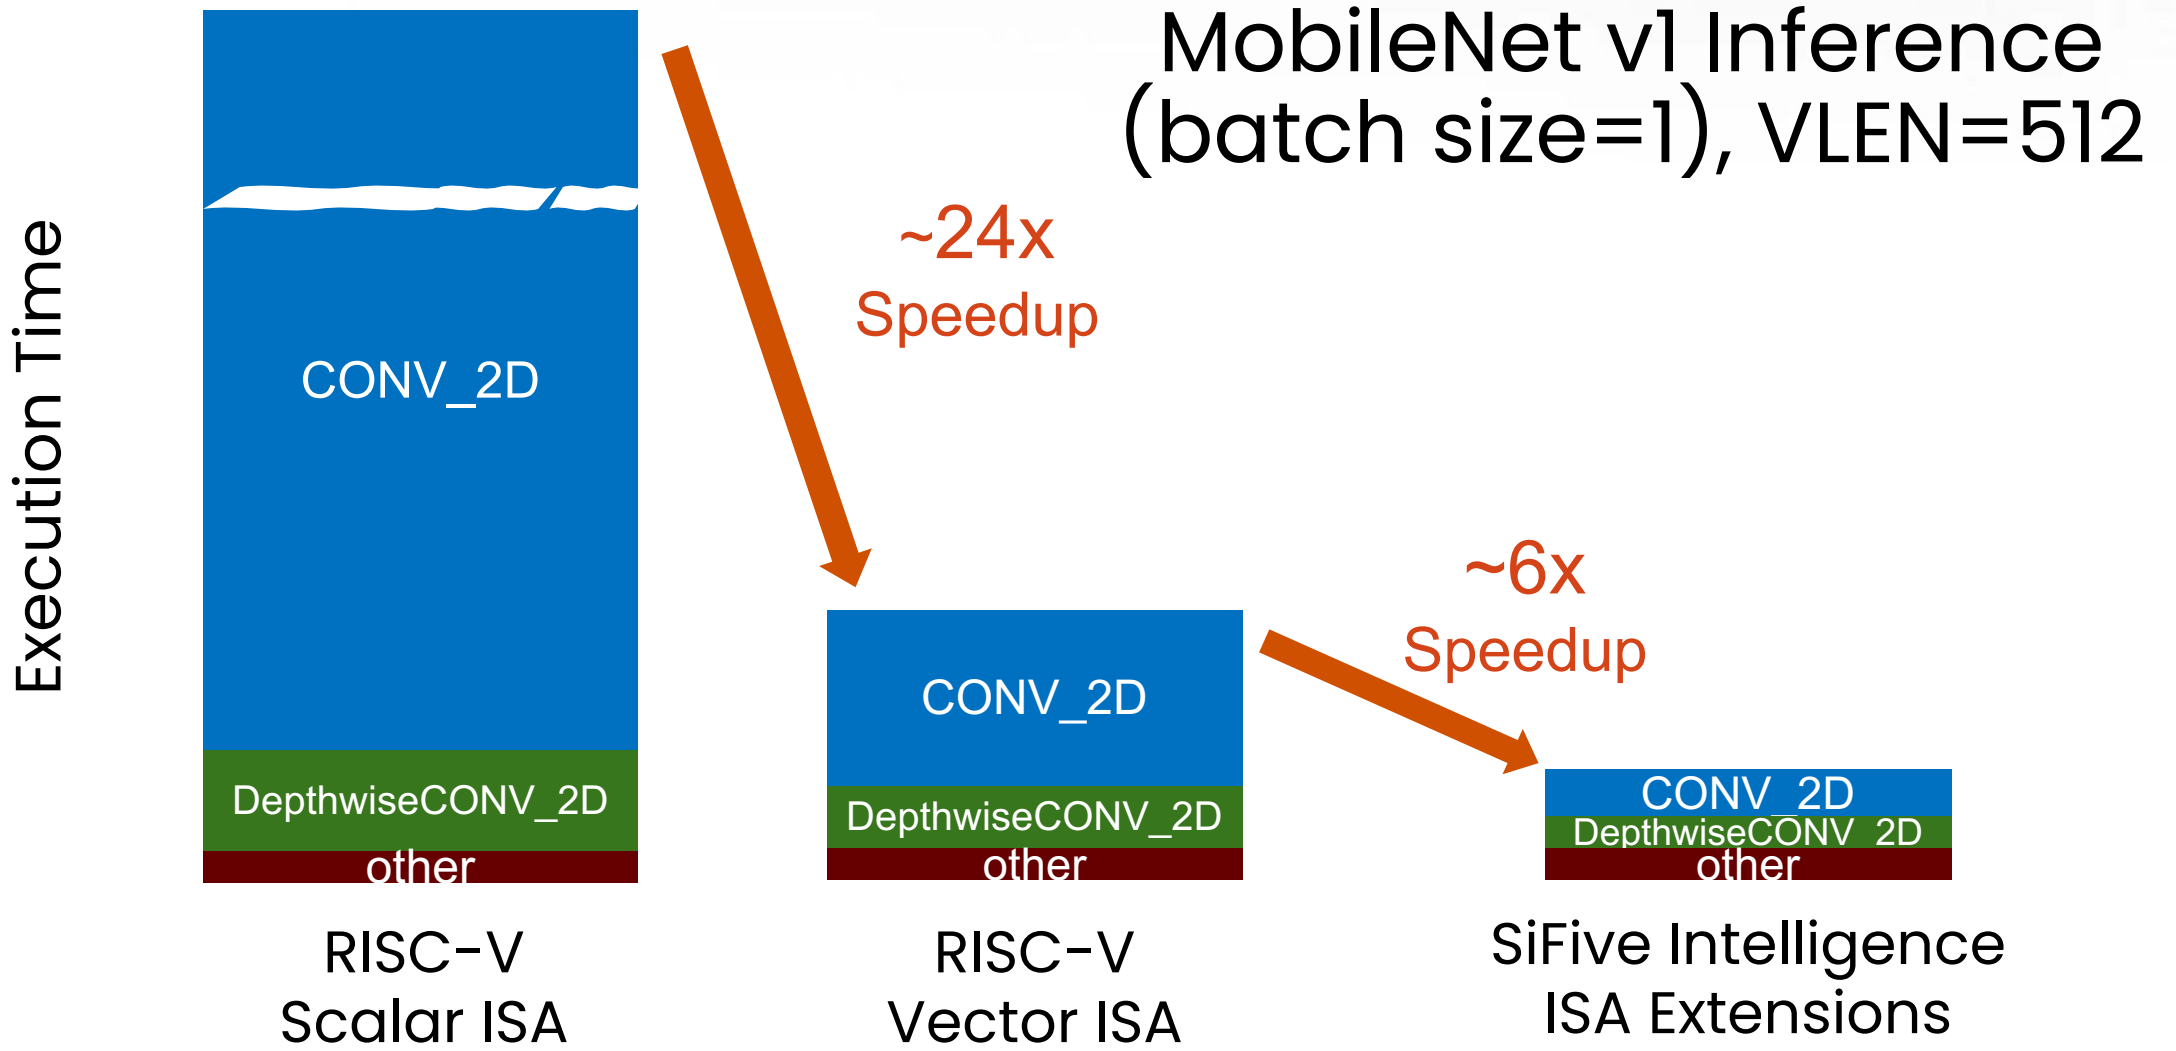 MobileNet v1 Inference
(batch size=1), VLEN=512
Execution Time
~24x
Speedup
~6x
Speedup
CONV_2D
DepthwiseCONV_2D
other
CONV_2D
DepthwiseCONV_2D
other
CONV_2D
DepthwiseCONV_2D
other
RISC-V
Scalar ISA
RISC-V
Vector ISA
SiFive Intelligence
ISA Extensions